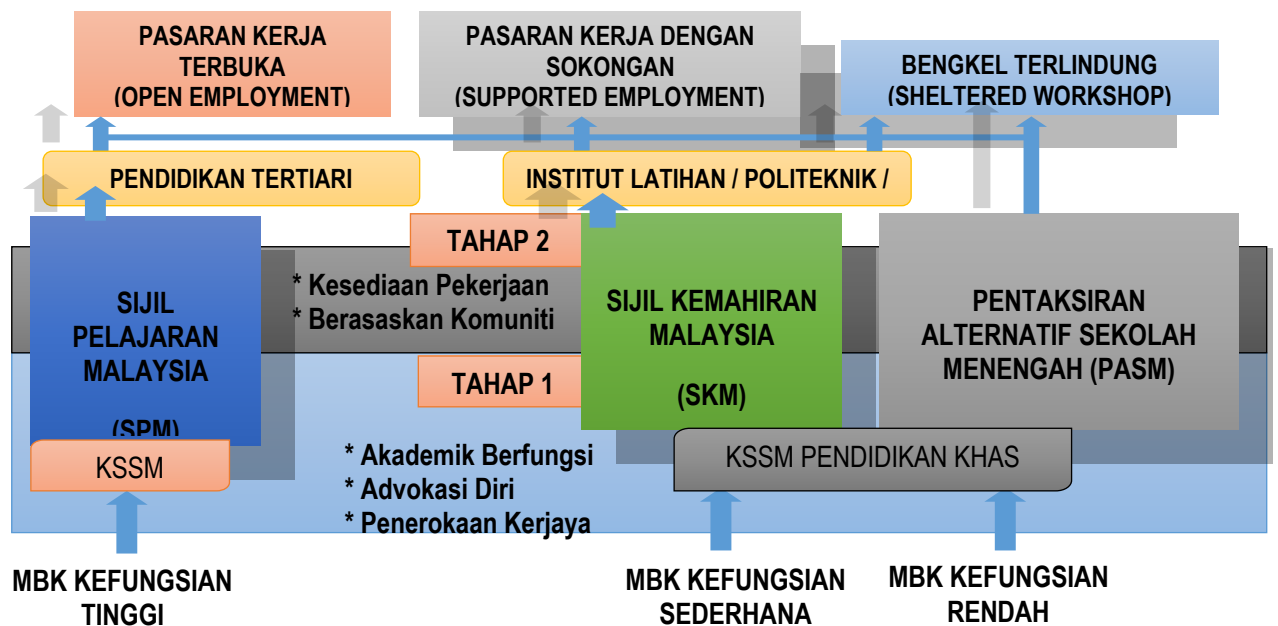 PASARAN KERJA
TERBUKA
(OPEN EMPLOYMENT)
PASARAN KERJA DENGAN
SOKONGAN
(SUPPORTED EMPLOYMENT)
BENGKEL TERLINDUNG
(SHELTERED WORKSHOP)
PENDIDIKAN TERTIARI
INSTITUT LATIHAN / POLITEKNIK /
TAHAP 2
* Kesediaan Pekerjaan
* Berasaskan Komuniti
SIJIL
PELAJARAN
MALAYSIA
(SPM)
SIJIL KEMAHIRAN
MALAYSIA
(SKM)
PENTAKSIRAN
ALTERNATIF SEKOLAH
MENENGAH (PASM)
TAHAP 1
KSSM
* Akademik Berfungsi
* Advokasi Diri
* Penerokaan Kerjaya
KSSM PENDIDIKAN KHAS
MBK KEFUNGSIAN
TINGGI
MBK KEFUNGSIAN
SEDERHANA
MBK KEFUNGSIAN
RENDAH